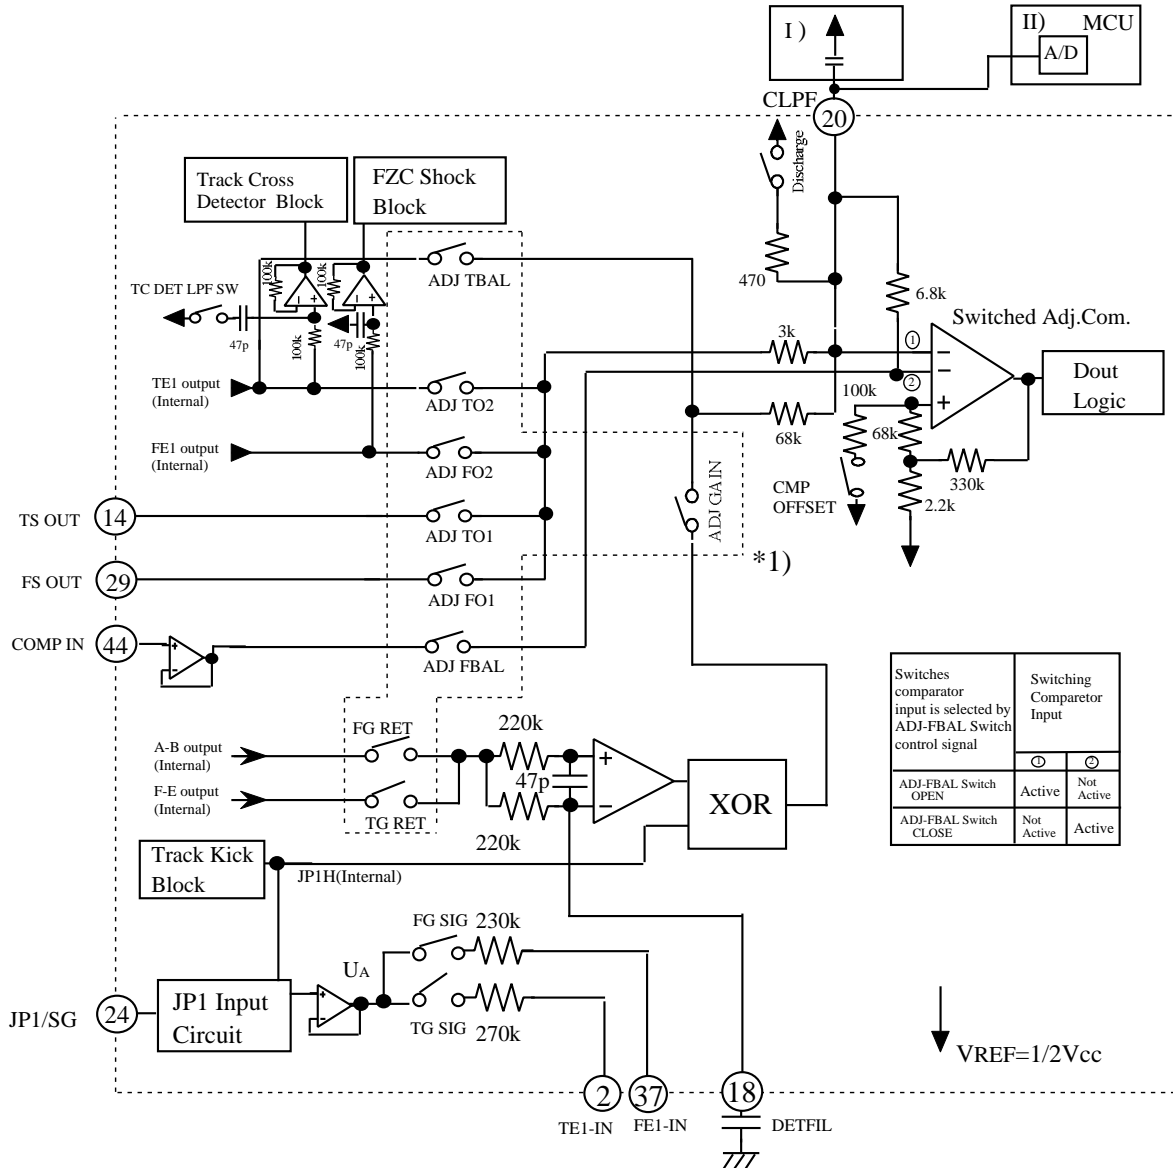 I )
II) MCU
A/D
CLPF
20
Discharge
Track Cross
Detector Block
FZC Shock
Block
100k
100k
470
ADJ TBAL
TC DET LPF SW
47p
100k
47p
100k
6.8k
Switched Adj.Com.
3k
1
2
Dout
Logic
TE1 output
(Internal)
ADJ TO2
100k
68k
68k
FE1 output
(Internal)
ADJ FO2
330k
CMP
OFFSET
2.2k
ADJ GAIN
TS OUT
14
ADJ TO1
*1)
FS OUT
29
ADJ FO1
COMP IN
44
ADJ FBAL
Switches
comparator
input is selected by
ADJ-FBAL Switch
control signal
Switching
Comparetor
Input
1
2
ADJ-FBAL Switch
OPEN
Active
Not
Active
ADJ-FBAL Switch
CLOSE
Not
Active
Active
FG RET
220k
A-B output
(Internal)
47p
XOR
F-E output
(Internal)
TG RET
220k
Track Kick
Block
JP1H(Internal)
FG SIG
230k
UA
JP1/SG
24
JP1 Input
Circuit
TG SIG
270k
VREF=1/2Vcc
2
37
18
TE1-IN
FE1-IN
DETFIL